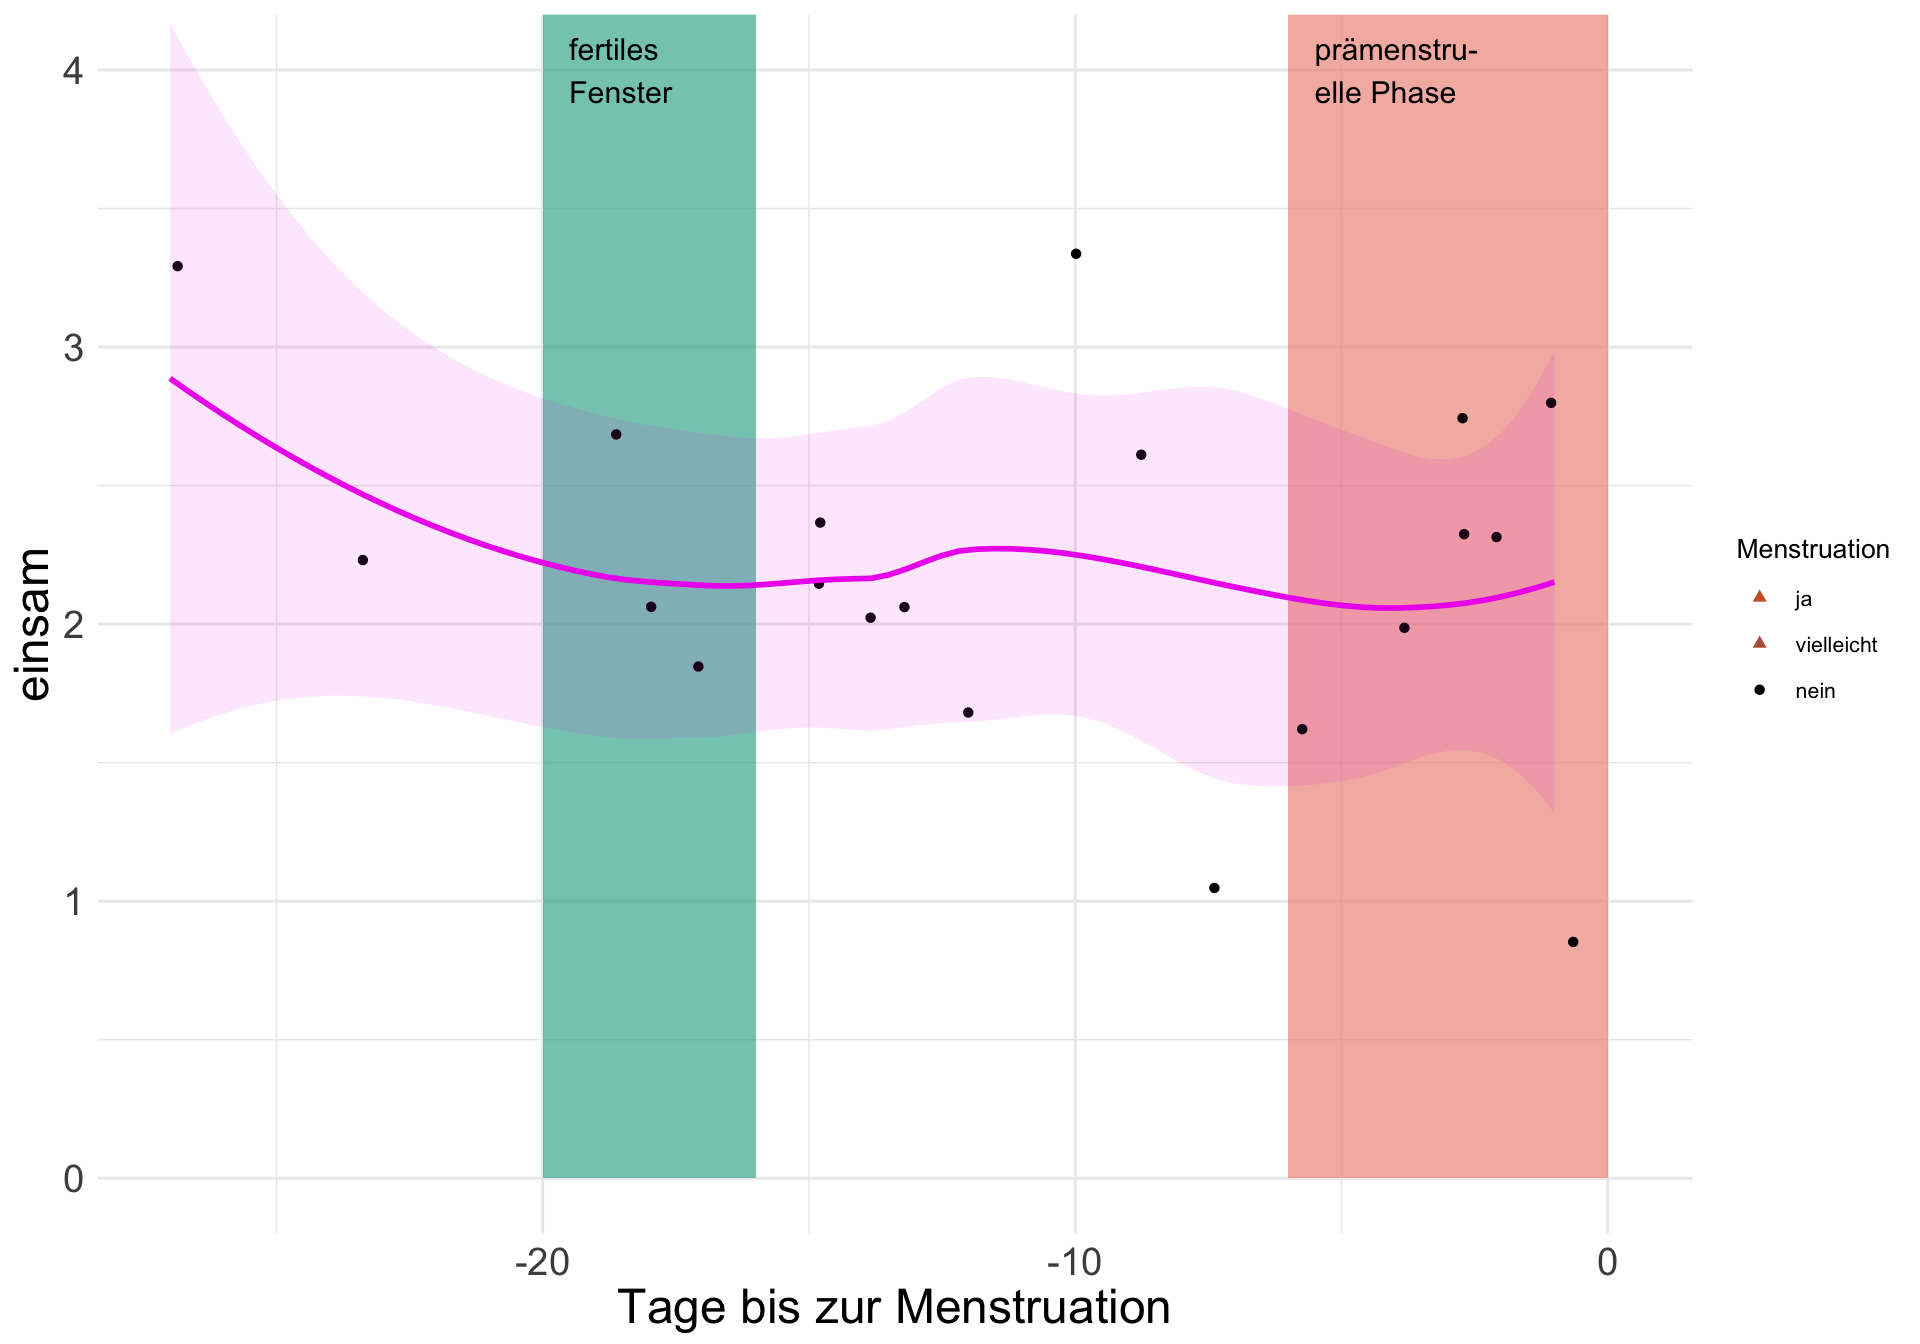 fertiles
Fenster
prämenstru-
elle Phase
4
3
2
1
0
einsam
-20
-10
0
Tage bis zur Menstruation
Menstruation
ja
vielleicht
nein